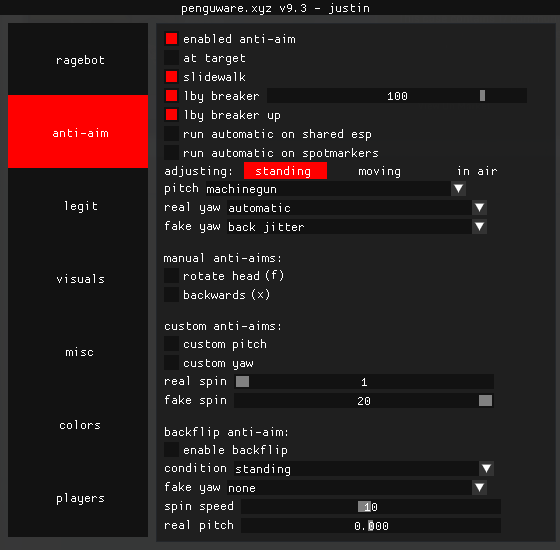 penguware.xyz v9.3 - justin
ragebot
anti-aim
legit
visuals
misc
colors
players
enabled anti-aim
at target
slidewalk
lby breaker 100
lby breaker up
run automatic on shared esp
run automatic on spotmarkers
adjusting: standing moving in air
pitch machinegun
real yaw automatic
fake yaw back jitter
manual anti-aims:
rotate head (f)
backwards (x)
custom anti-aims:
custom pitch
custom yaw
real spin 1
fake spin 20
backflip anti-aim:
enable backflip
condition standing
fake yaw none
spin speed 10
real pitch 0.000